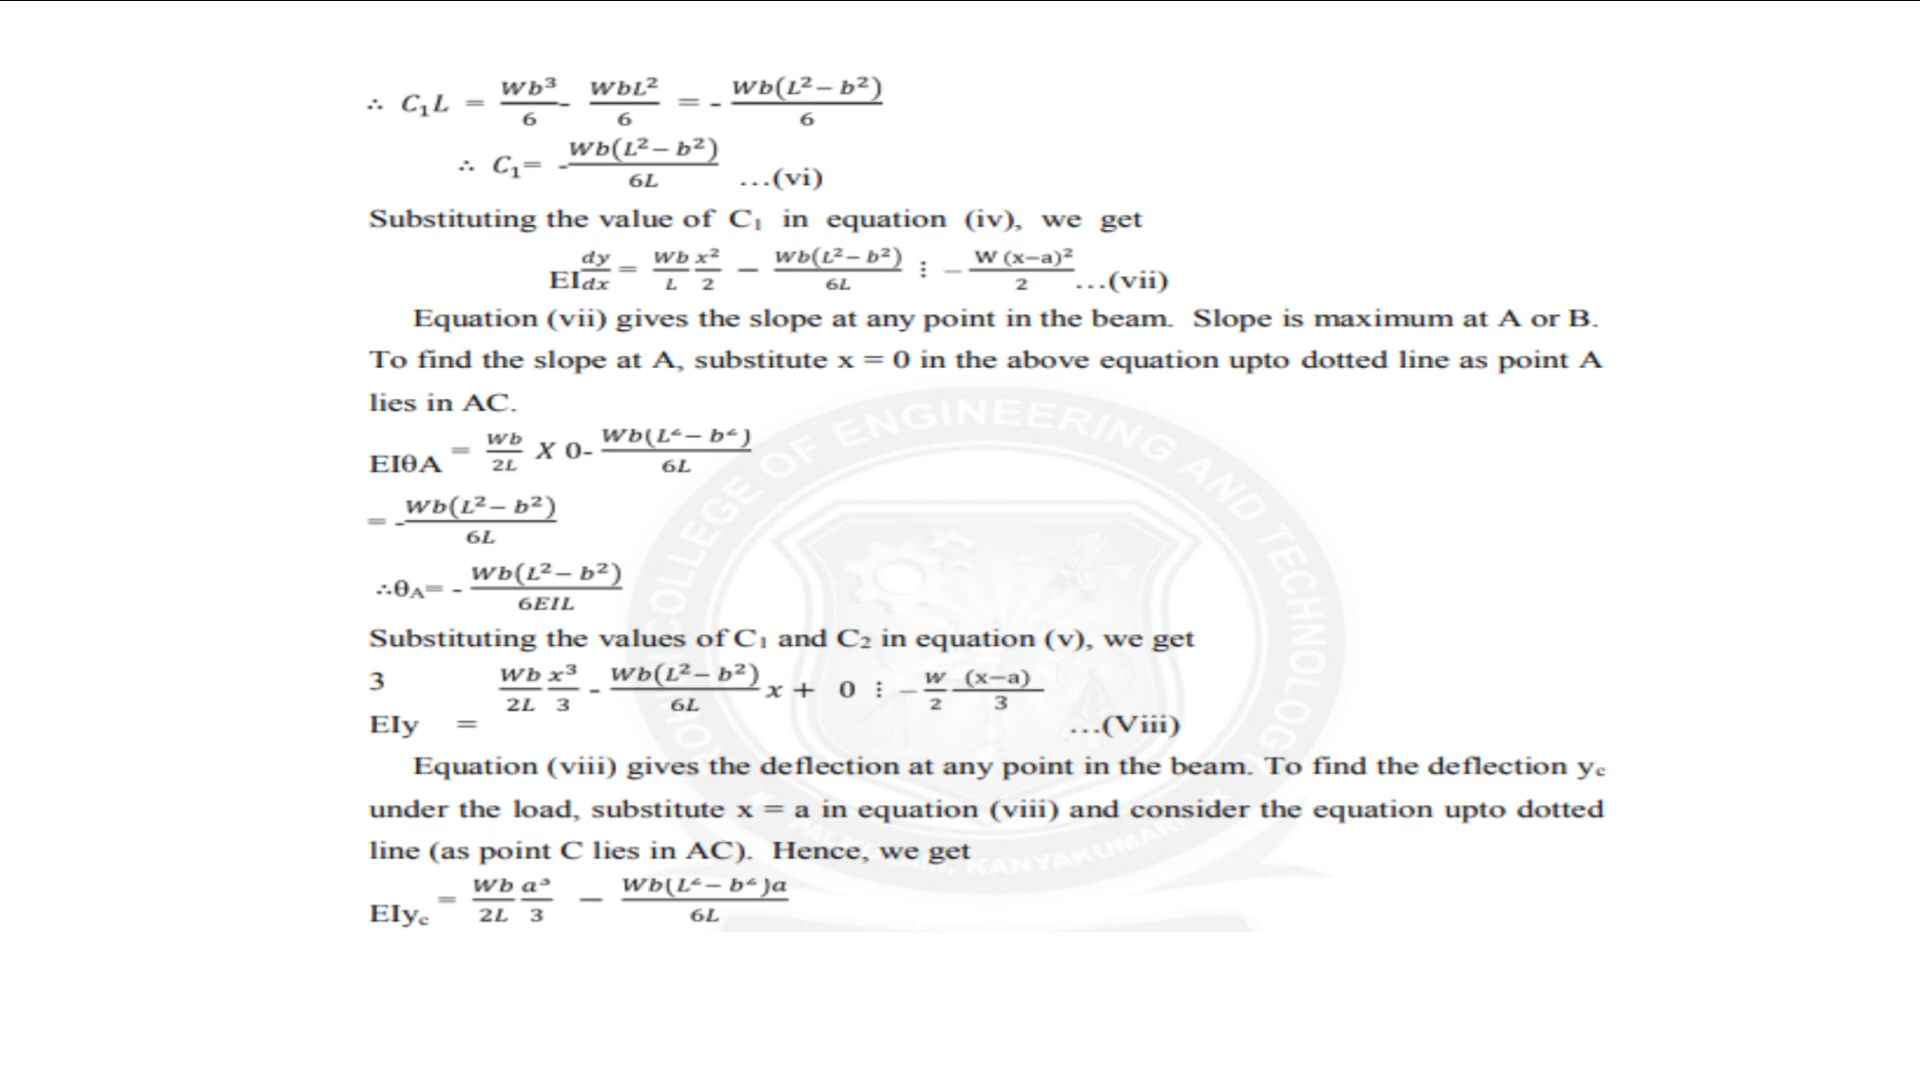 ∴ C₁L = Wb³/6 - WbL²/6 = - Wb(L²− b²)/6
∴ C₁= -Wb(L²− b²)/6L ...(vi)
Substituting the value of C₁ in equation (iv), we get
EI dy/dx = Wb/L x²/2 − Wb(L²− b²)/6L ⋮ − W (x−a)²/2 ...(vii)
Equation (vii) gives the slope at any point in the beam. Slope is maximum at A or B.
To find the slope at A, substitute x = 0 in the above equation upto dotted line as point A
lies in AC.
EIθA = Wb/2L X 0- Wb(L²− b²)/6L
= -Wb(L²− b²)/6L
∴θA= - Wb(L²− b²)/6EIL
Substituting the values of C₁ and C₂ in equation (v), we get
3
EIy = Wb/2L x³/3 - Wb(L²− b²)/6L x + 0 ⋮ − W/2 (x−a)/3 ...(Viii)
Equation (viii) gives the deflection at any point in the beam. To find the deflection yc
under the load, substitute x = a in equation (viii) and consider the equation upto dotted
line (as point C lies in AC). Hence, we get
EIyc = Wb/2L a³/3 − Wb(L²− b²)a/6L
COLLEGE OF ENGINEERING AND TECHNOLOGY